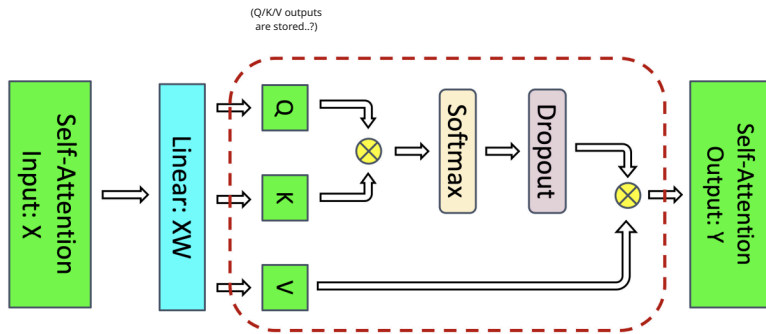 (Q/K/V outputs
are stored..?)
Self-Attention
Input: X
Linear: XW
Q
K
V
Softmax
Dropout
Self-Attention
Output: Y